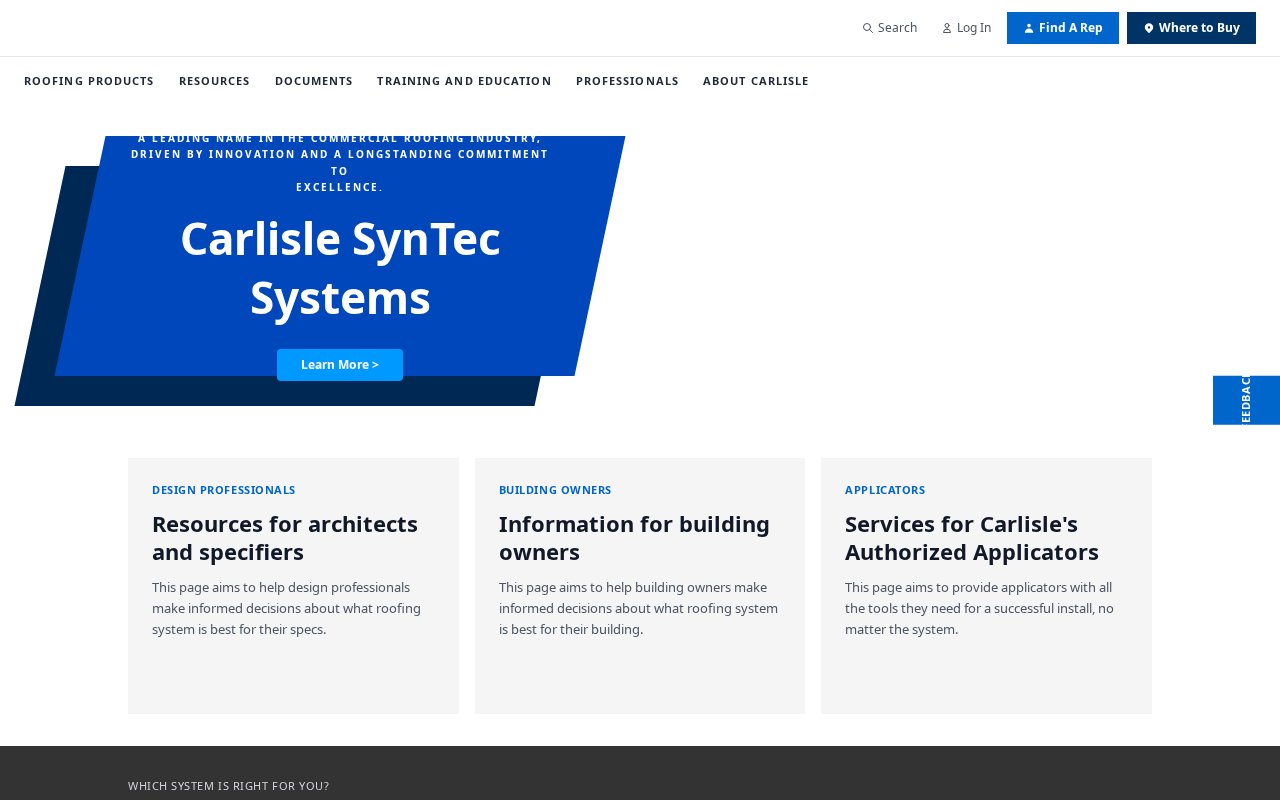 Search
Log In
Find A Rep
Where to Buy
ROOFING PRODUCTS
RESOURCES
DOCUMENTS
TRAINING AND EDUCATION
PROFESSIONALS
ABOUT CARLISLE
A LEADING NAME IN THE COMMERCIAL ROOFING INDUSTRY,
DRIVEN BY INNOVATION AND A LONGSTANDING COMMITMENT
TO
EXCELLENCE.
Carlisle SynTec
Systems
Learn More >
FEEDBACK
DESIGN PROFESSIONALS
Resources for architects
and specifiers
This page aims to help design professionals
make informed decisions about what roofing
system is best for their specs.
BUILDING OWNERS
Information for building
owners
This page aims to help building owners make
informed decisions about what roofing system
is best for their building.
APPLICATORS
Services for Carlisle's
Authorized Applicators
This page aims to provide applicators with all
the tools they need for a successful install, no
matter the system.
WHICH SYSTEM IS RIGHT FOR YOU?